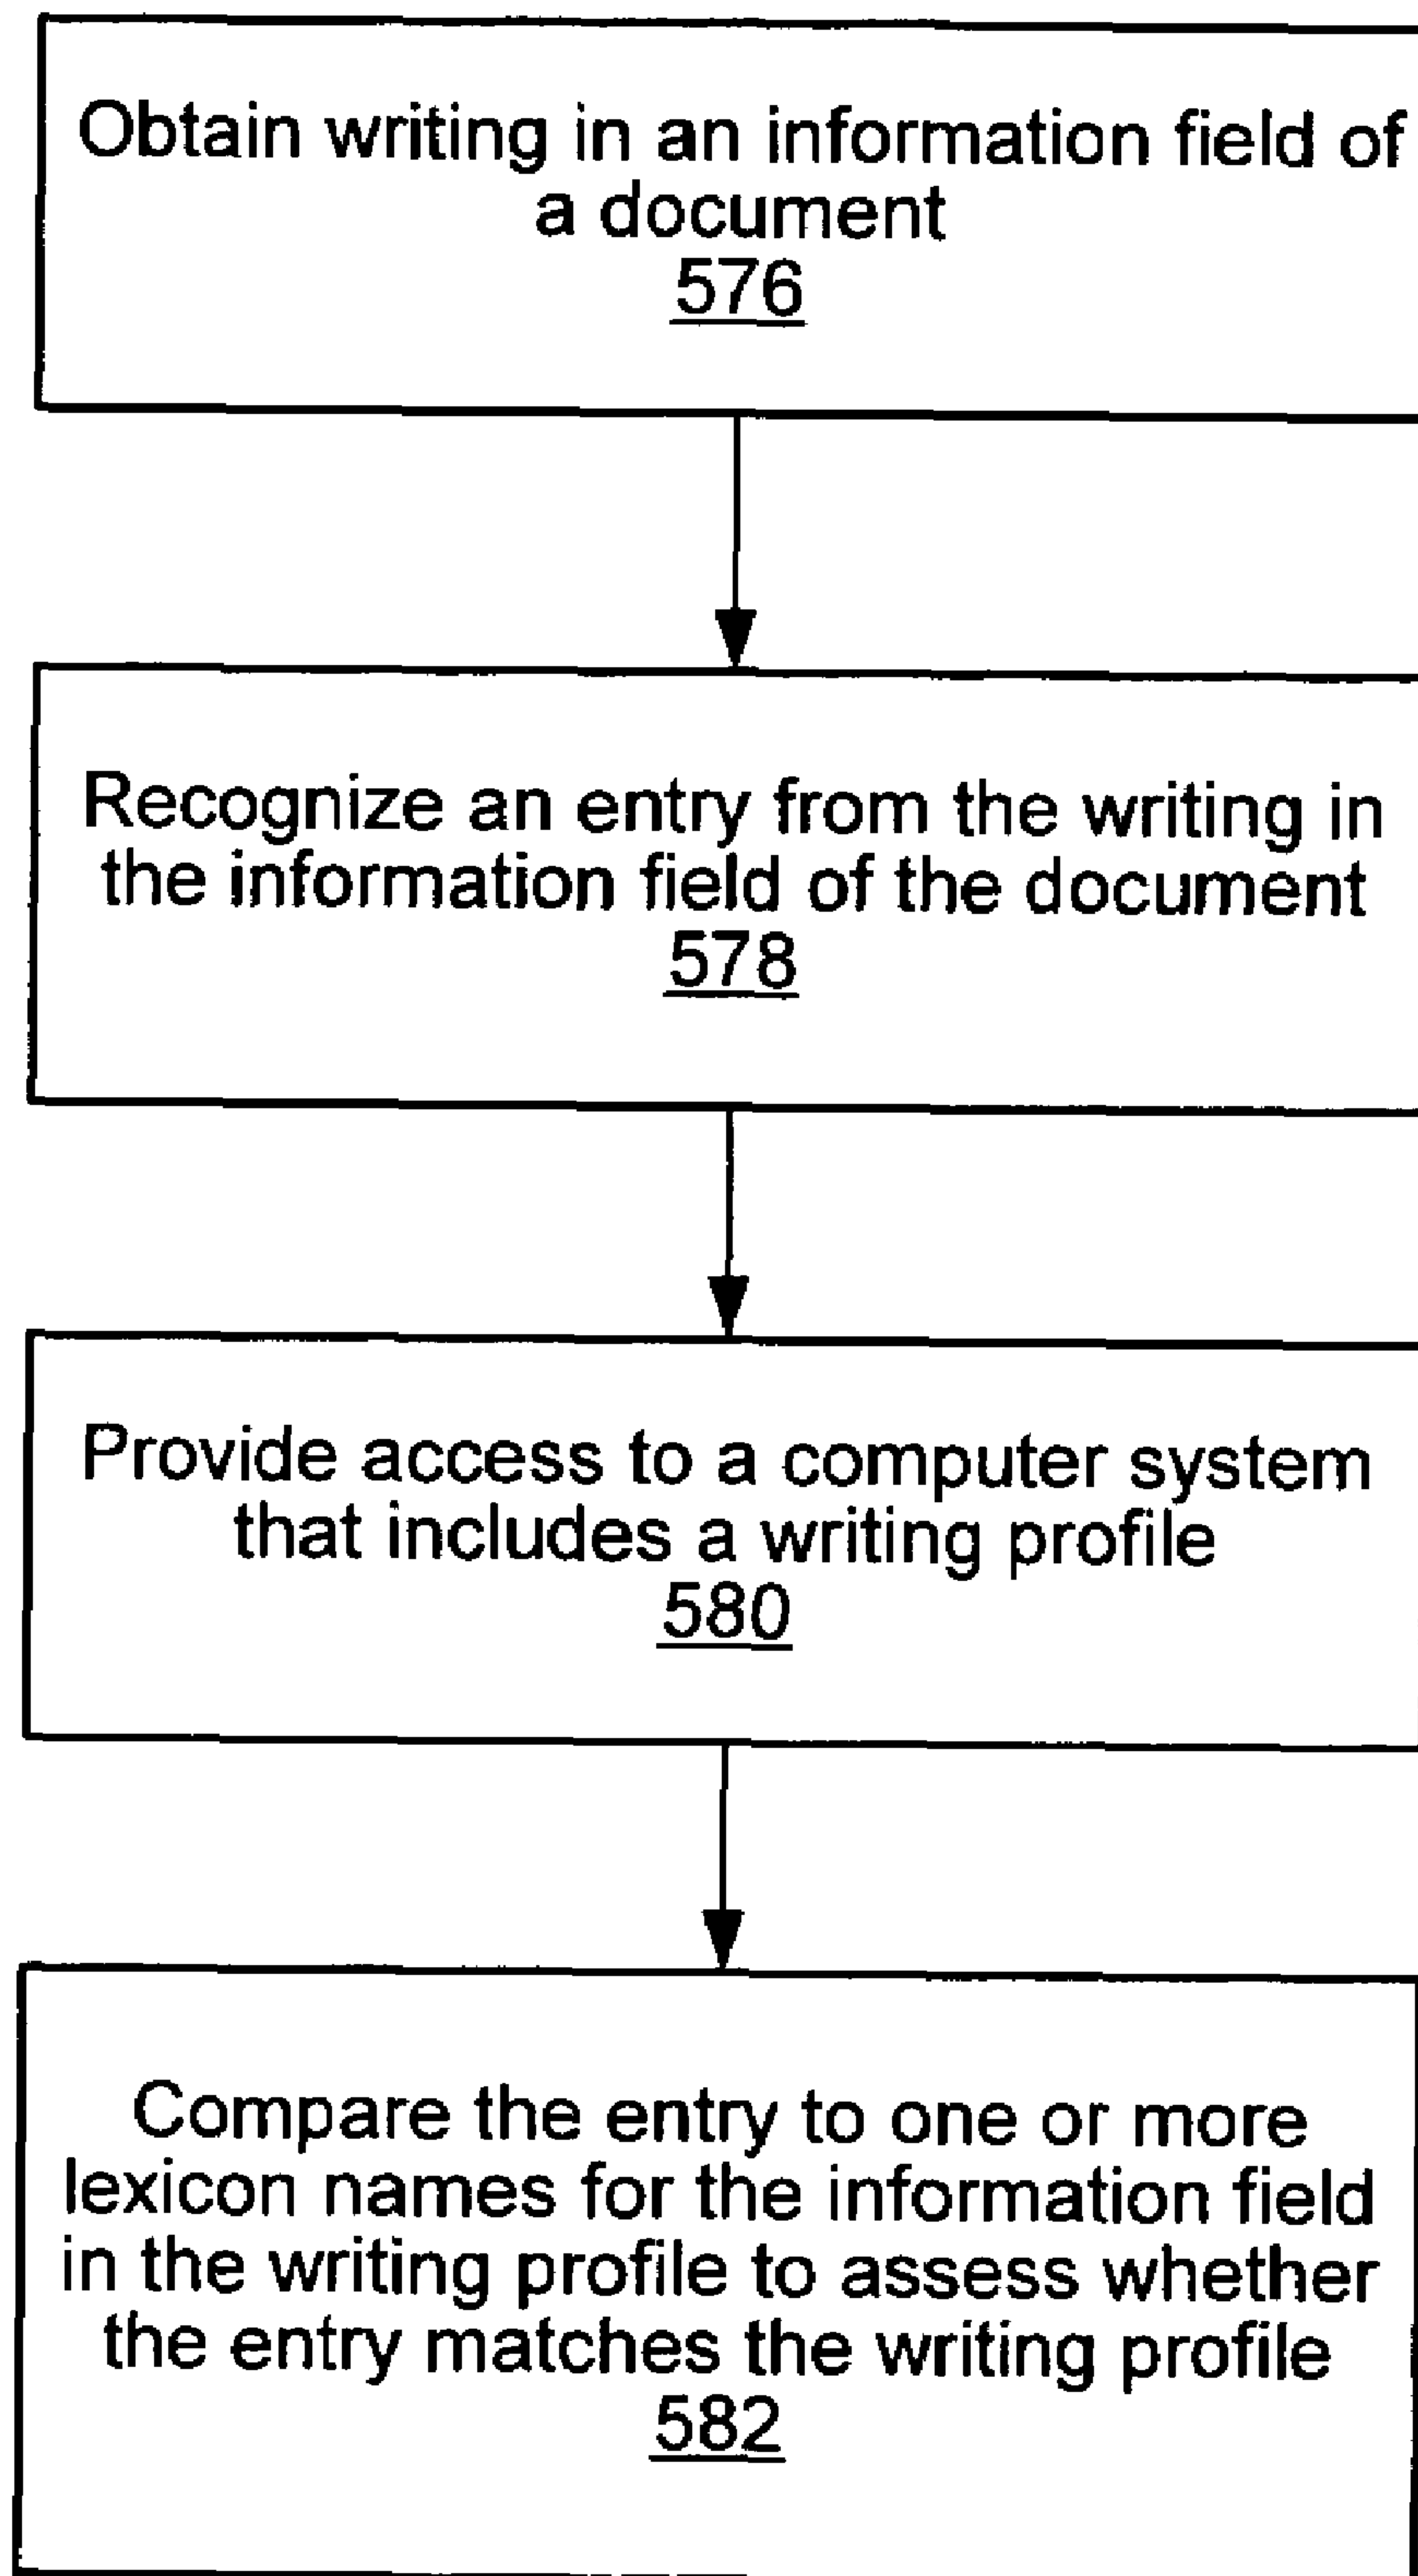 Obtain writing in an information field of
a document
576
Recognize an entry from the writing in
the information field of the document
578
Provide access to a computer system
that includes a writing profile
580
Compare the entry to one or more
lexicon names for the information field
in the writing profile to assess whether
the entry matches the writing profile
582